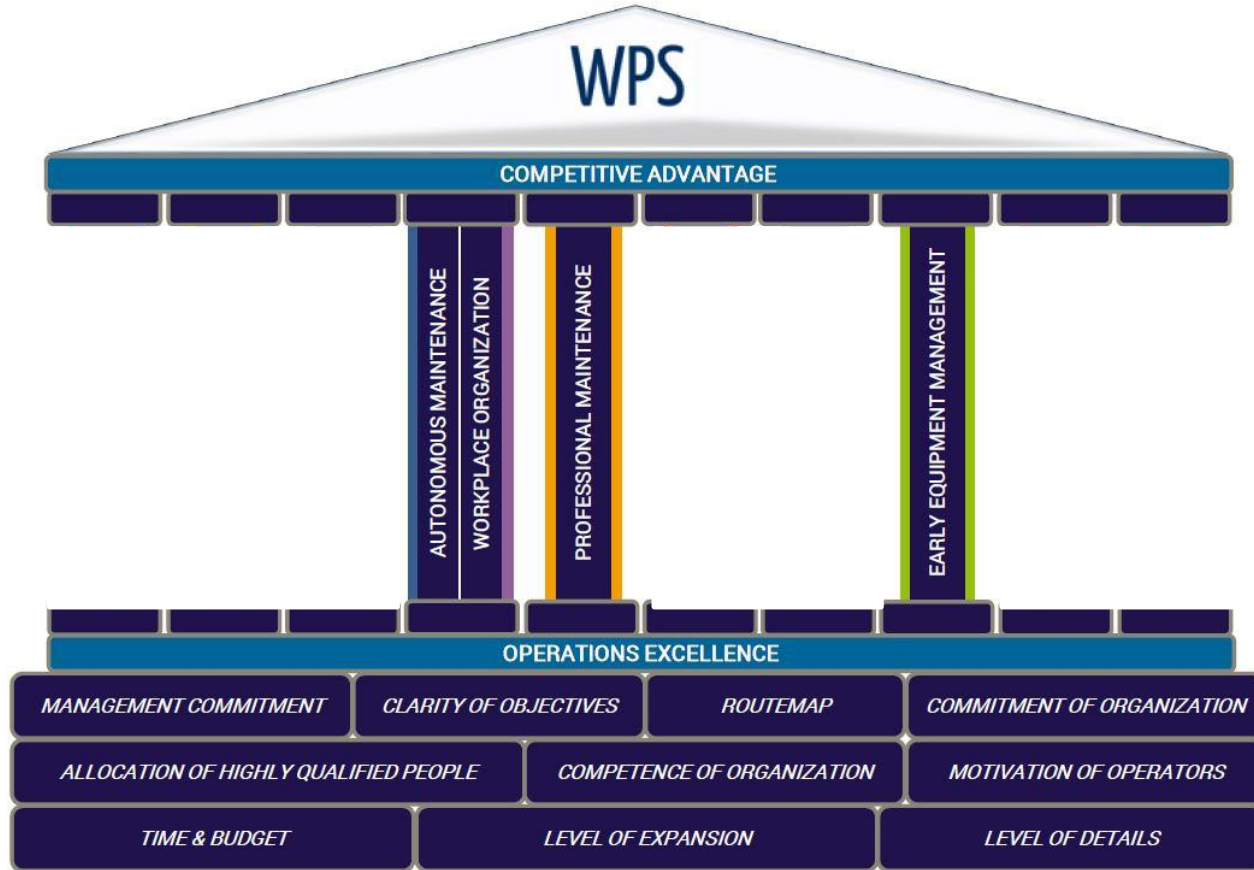 WPS
COMPETITIVE ADVANTAGE
AUTONOMOUS MAINTENANCE
WORKPLACE ORGANIZATION
PROFESSIONAL MAINTENANCE
EARLY EQUIPMENT MANAGEMENT
OPERATIONS EXCELLENCE
MANAGEMENT COMMITMENT
CLARITY OF OBJECTIVES
ROUTEMAP
COMMITMENT OF ORGANIZATION
ALLOCATION OF HIGHLY QUALIFIED PEOPLE
COMPETENCE OF ORGANIZATION
MOTIVATION OF OPERATORS
TIME & BUDGET
LEVEL OF EXPANSION
LEVEL OF DETAILS